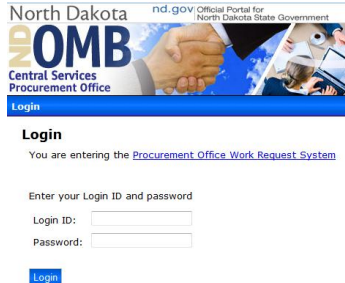 North Dakota
nd.gov Official Portal for
North Dakota State Government
ND OMB
Central Services
Procurement Office
Login
Login
You are entering the Procurement Office Work Request System
Enter your Login ID and password
Login ID:
Password:
Login